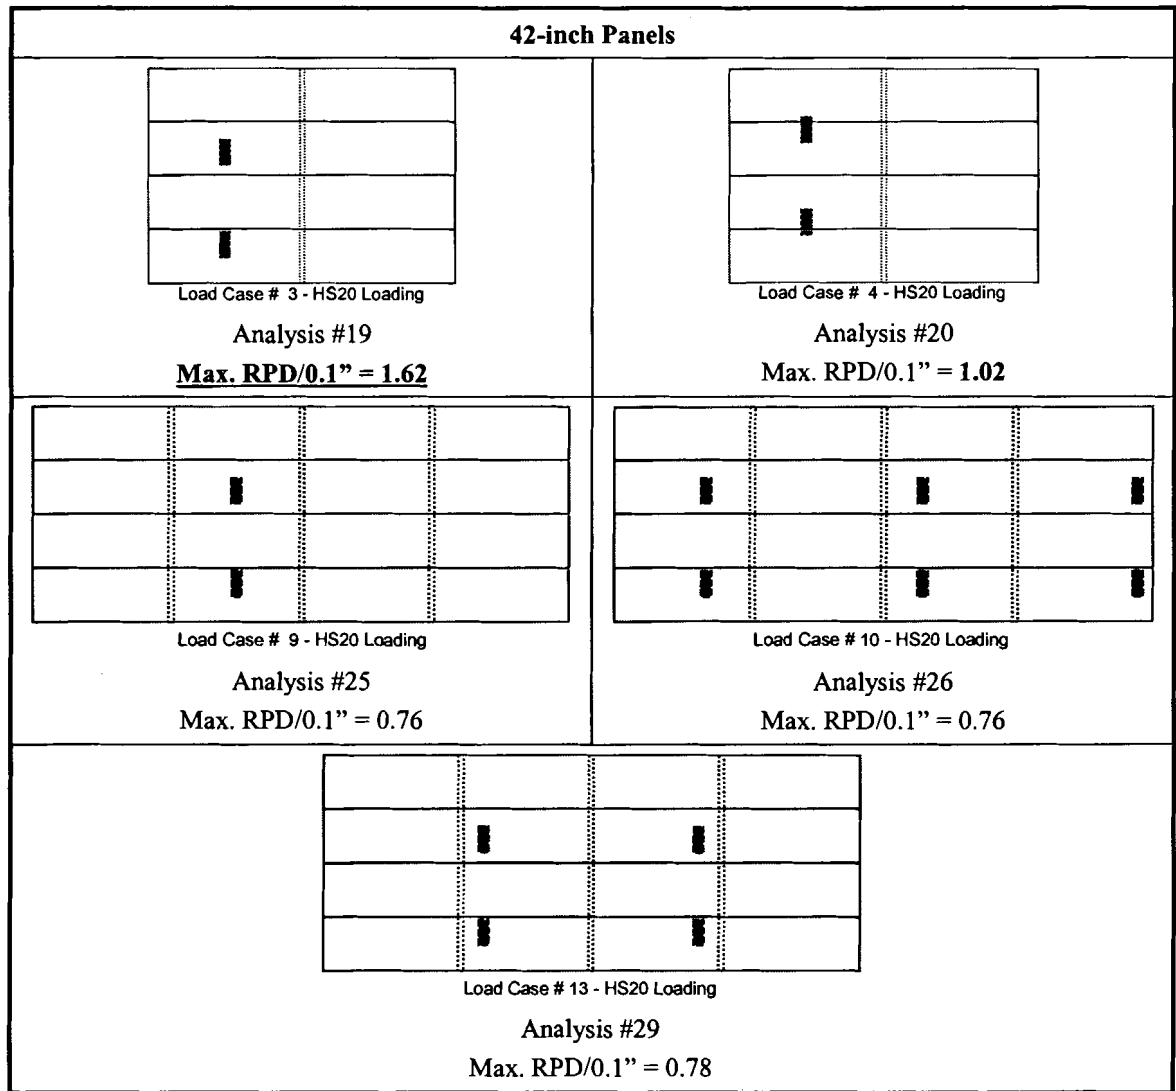 42-inch Panels
Load Case # 3 - HS20 Loading
Analysis #19
Max. RPD/0.1” = 1.62
Load Case # 4 - HS20 Loading
Analysis #20
Max. RPD/0.1” = 1.02
Load Case # 9 - HS20 Loading
Analysis #25
Max. RPD/0.1” = 0.76
Load Case # 10 - HS20 Loading
Analysis #26
Max. RPD/0.1” = 0.76
Load Case # 13 - HS20 Loading
Analysis #29
Max. RPD/0.1” = 0.78